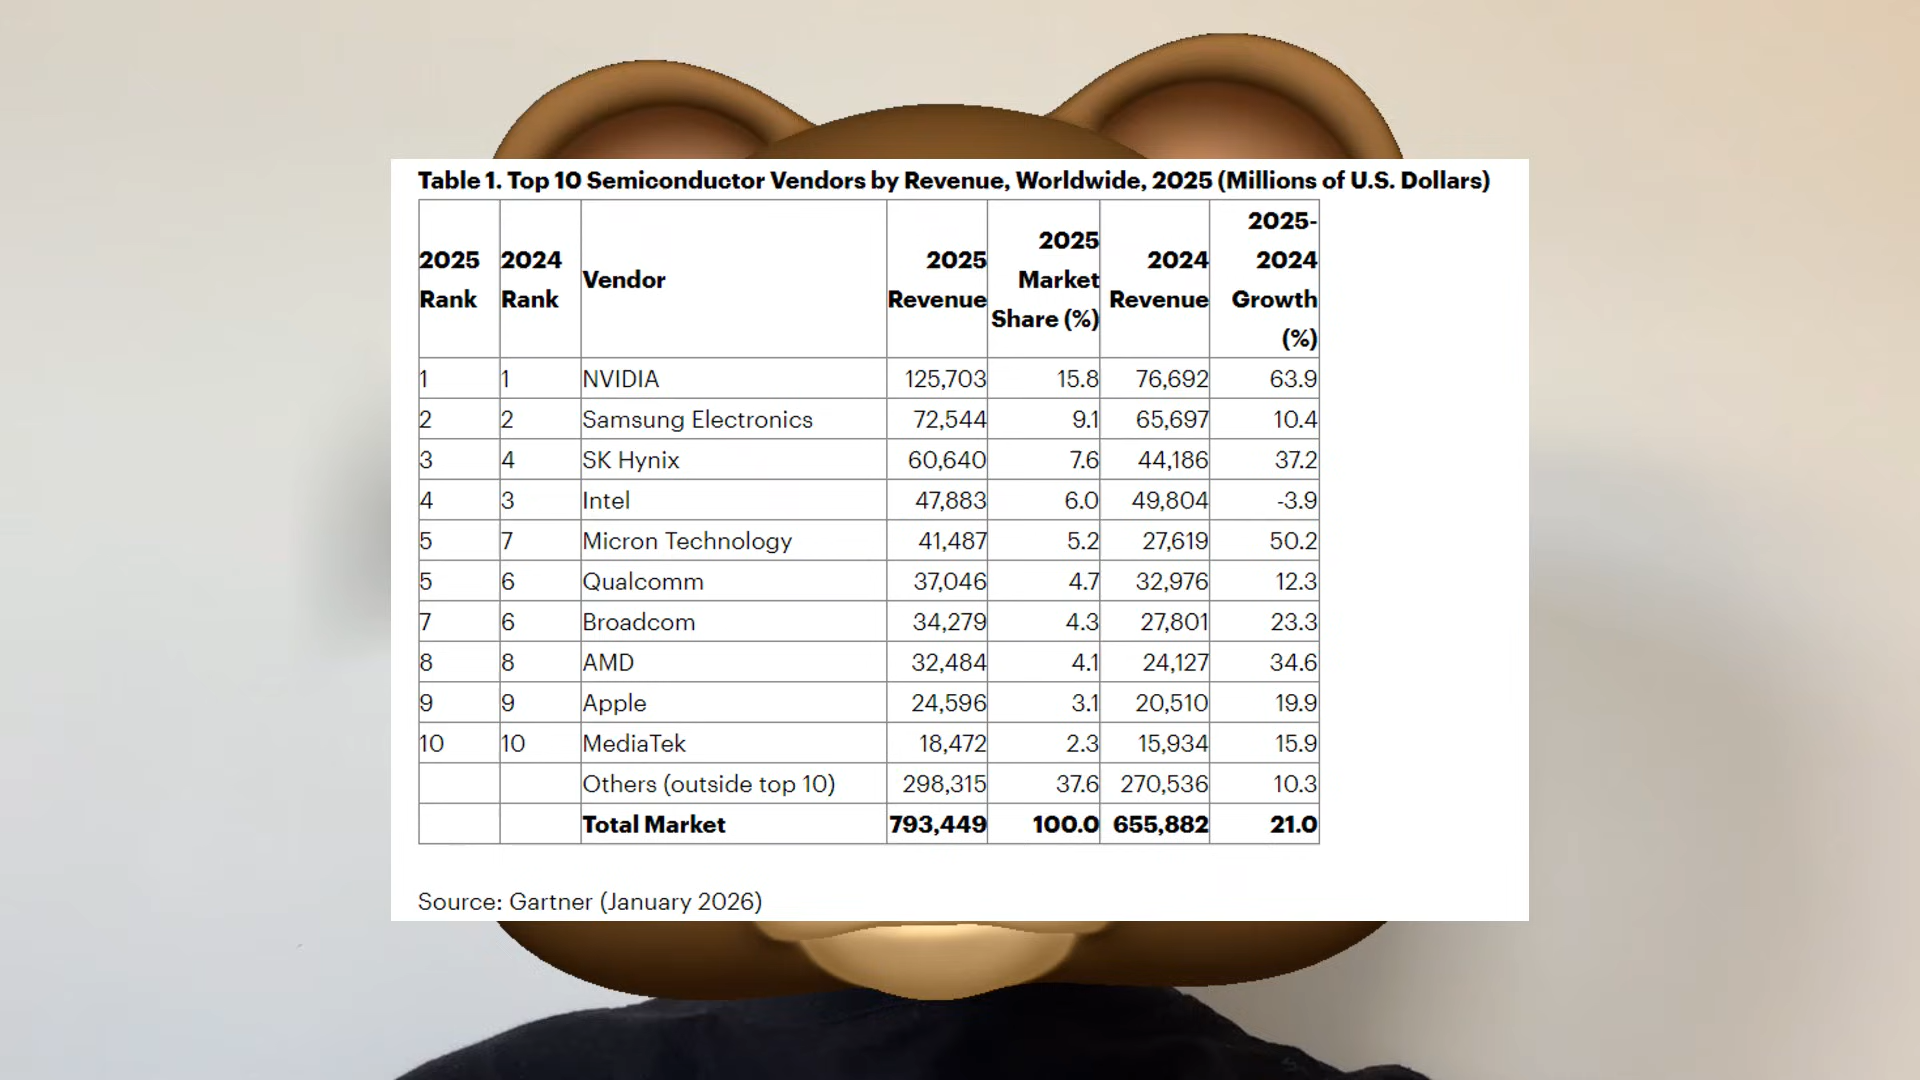 Table 1. Top 10 Semiconductor Vendors by Revenue, Worldwide, 2025 (Millions of U.S. Dollars)
2025 Rank 2024 Rank Vendor 2025 Revenue 2025 Market Share (%) 2024 Revenue 2025-2024 Growth (%)
1 1 NVIDIA 125,703 15.8 76,692 63.9
2 2 Samsung Electronics 72,544 9.1 65,697 10.4
3 4 SK Hynix 60,640 7.6 44,186 37.2
4 3 Intel 47,883 6.0 49,804 -3.9
5 7 Micron Technology 41,487 5.2 27,619 50.2
5 6 Qualcomm 37,046 4.7 32,976 12.3
7 6 Broadcom 34,279 4.3 27,801 23.3
8 8 AMD 32,484 4.1 24,127 34.6
9 9 Apple 24,596 3.1 20,510 19.9
10 10 MediaTek 18,472 2.3 15,934 15.9
Others (outside top 10) 298,315 37.6 270,536 10.3
Total Market 793,449 100.0 655,882 21.0
Source: Gartner (January 2026)